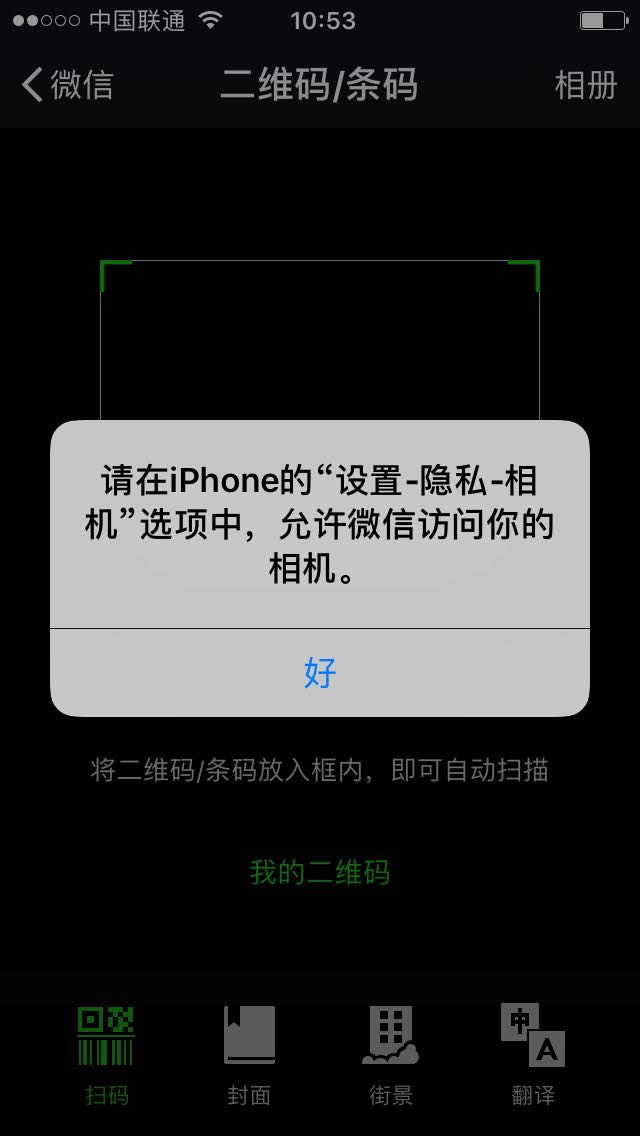 中国联通 10:53
微信 二维码/条码 相册
请在iPhone的“设置-隐私-相
机”选项中，允许微信访问你的
相机。
好
将二维码/条码放入框内，即可自动扫描
我的二维码
中 A
扫码 封面 街景 翻译